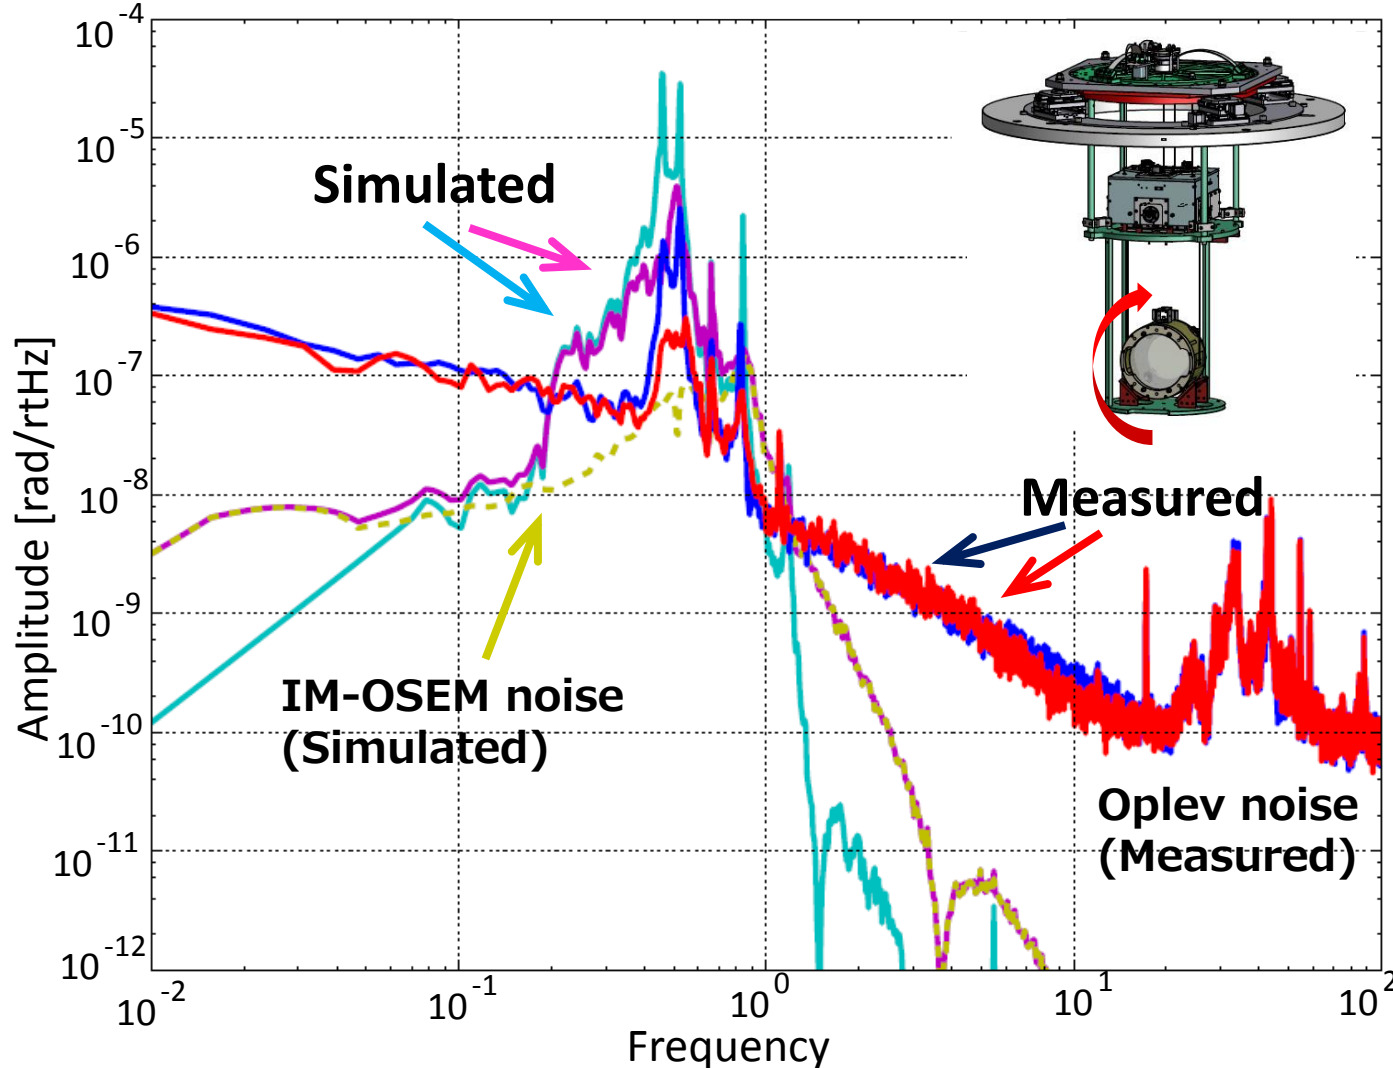 10^-4
10^-5
10^-6
10^-7
10^-8
10^-9
10^-10
10^-11
10^-12
Amplitude [rad/rtHz]
Simulated
Measured
IM-OSEM noise
(Simulated)
Oplev noise
(Measured)
10^-2
10^-1
10^0
10^1
10^2
Frequency